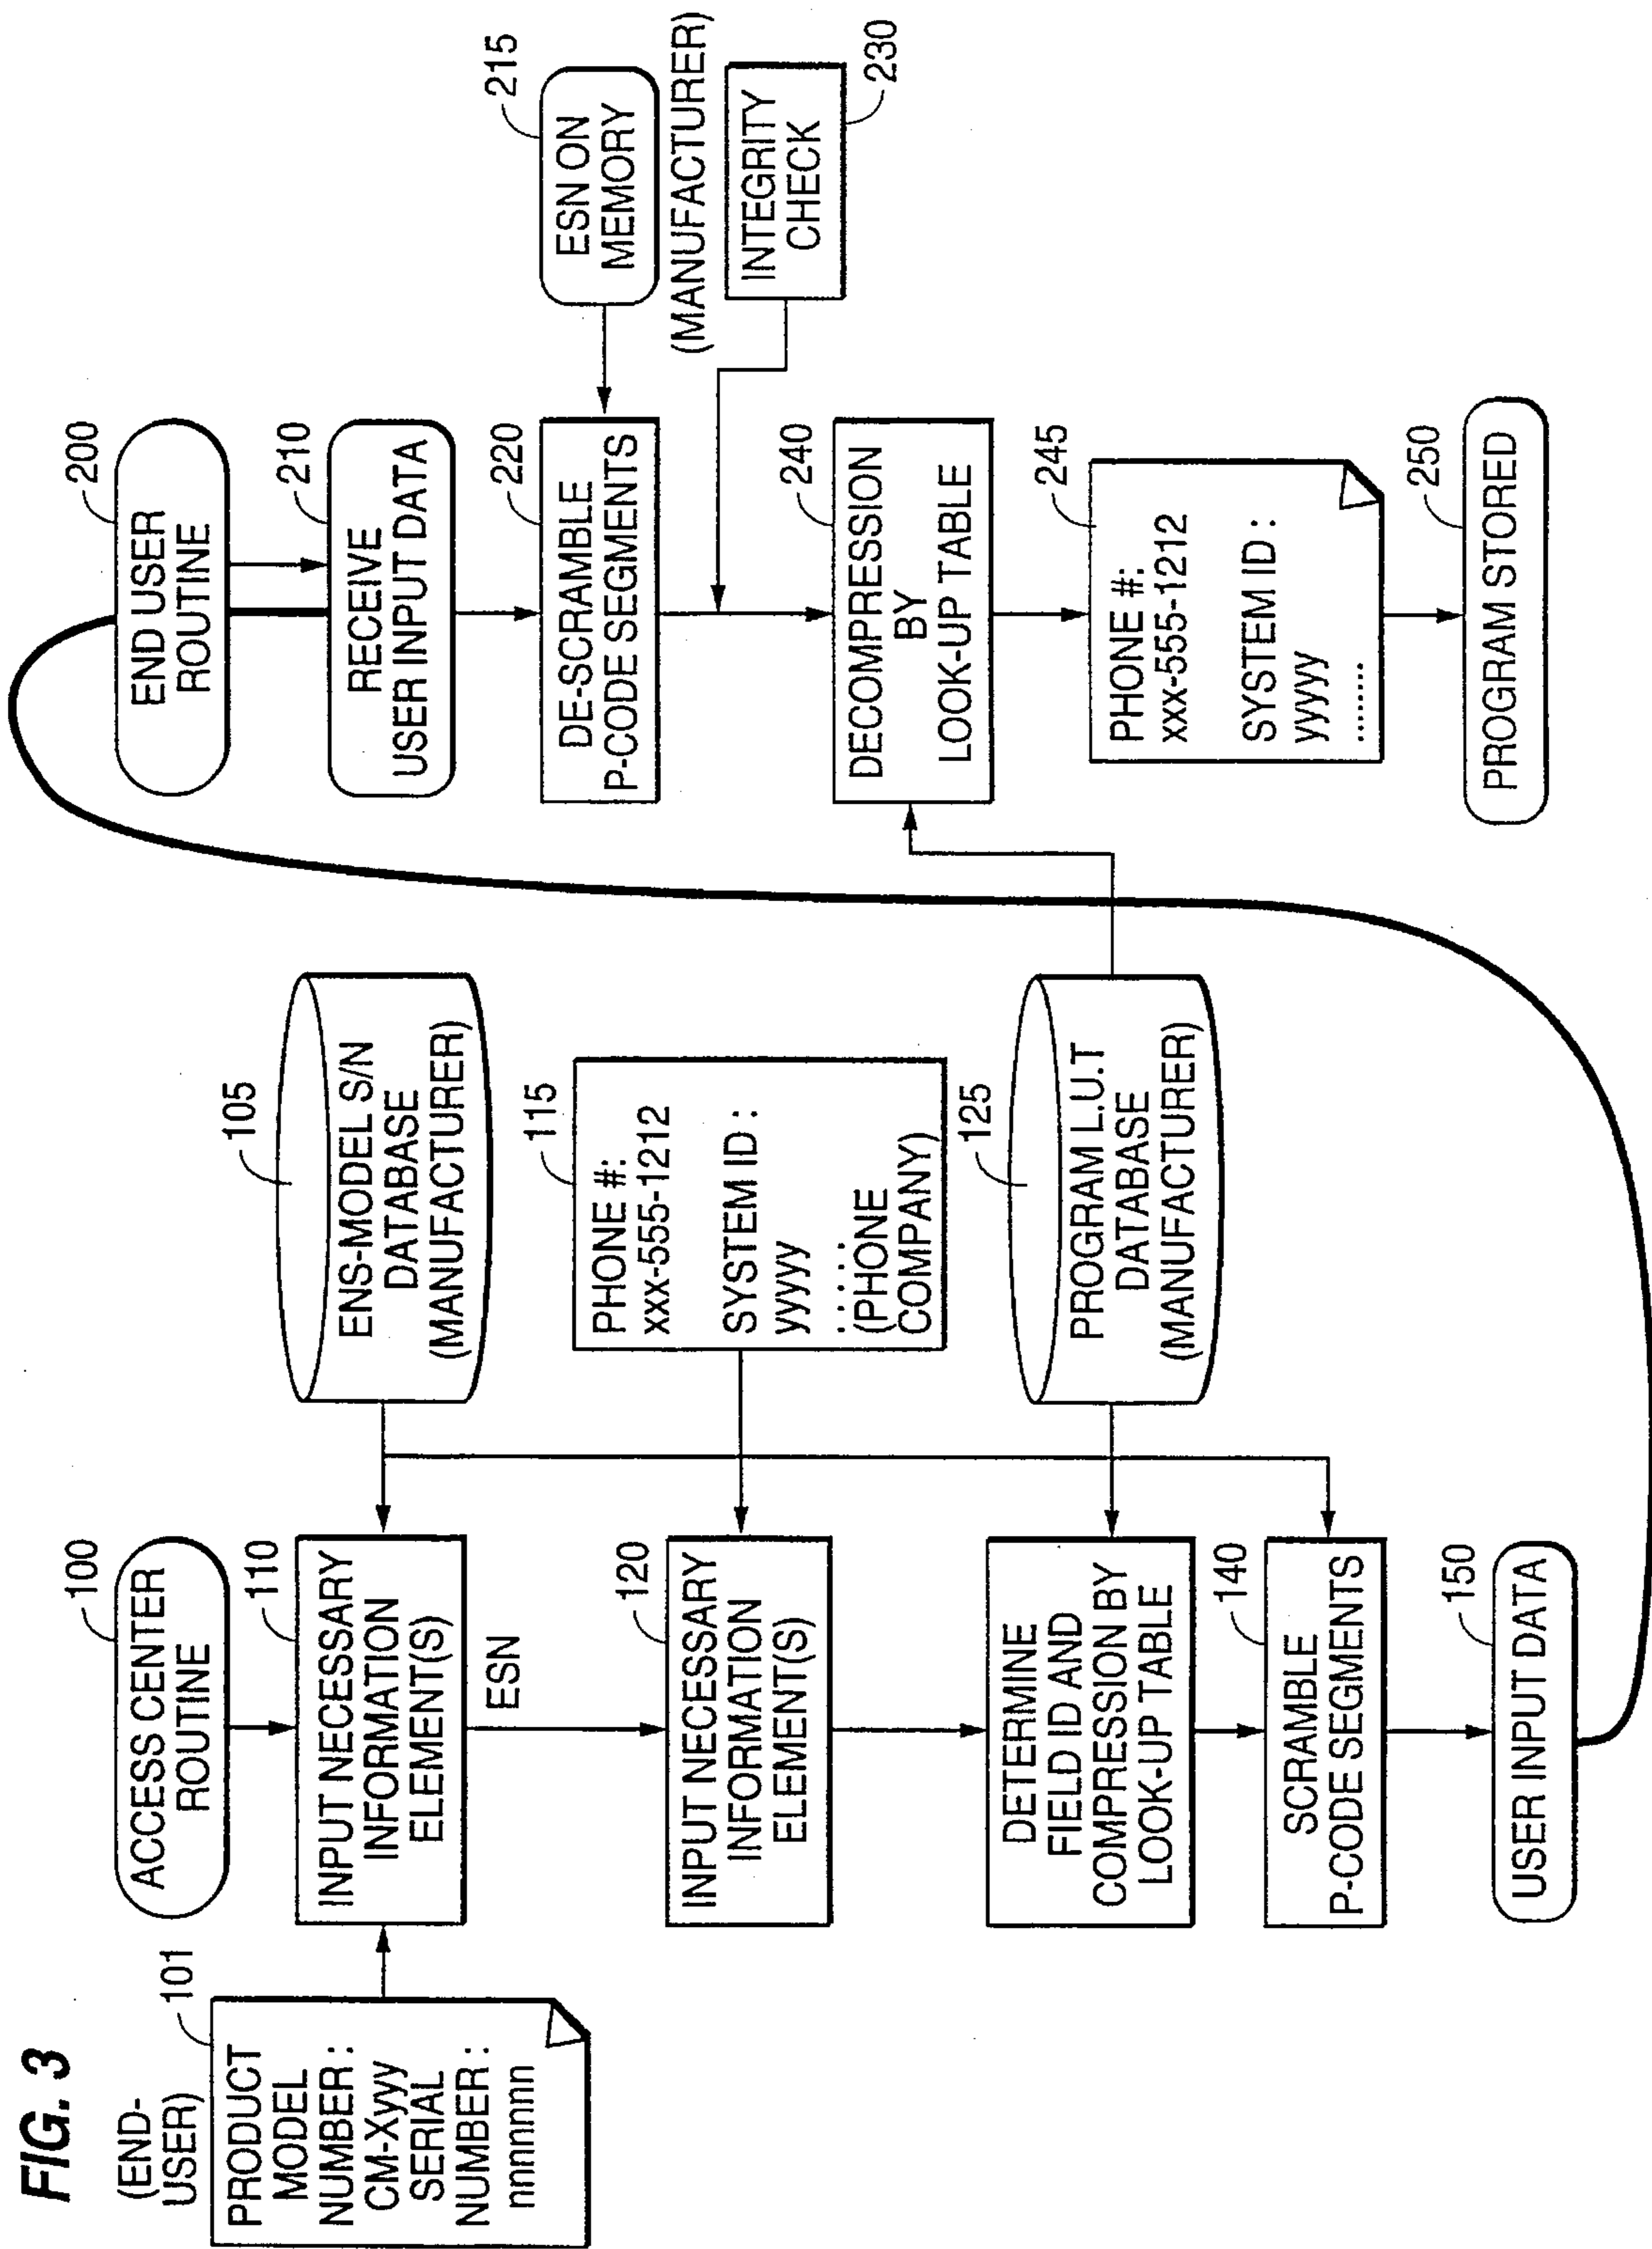 FIG. 3
(END-
USER)
101
PRODUCT
MODEL
NUMBER :
CM-Xyyy
SERIAL
NUMBER :
nnnnnnn
100
ACCESS CENTER
ROUTINE
110
INPUT NECESSARY
INFORMATION
ELEMENT(S)
ESN
120
INPUT NECESSARY
INFORMATION
ELEMENT(S)
DETERMINE
FIELD ID AND
COMPRESSION BY
LOOK-UP TABLE
140
SCRAMBLE
P-CODE SEGMENTS
150
USER INPUT DATA
105
ENS-MODEL S/N
DATABASE
(MANUFACTURER)
115
PHONE #:
xxx-555-1212
SYSTEM ID :
yyyyy
......
(PHONE
COMPANY)
125
PROGRAM L.U.T
DATABASE
(MANUFACTURER)
200
END USER
ROUTINE
210
RECEIVE
USER INPUT DATA
220
DE-SCRAMBLE
P-CODE SEGMENTS
240
DECOMPRESSION
BY
LOOK-UP TABLE
245
PHONE #:
xxx-555-1212
SYSTEM ID :
yyyyy
.......
250
PROGRAM STORED
215
ESN ON
MEMORY
(MANUFACTURER)
230
INTEGRITY
CHECK